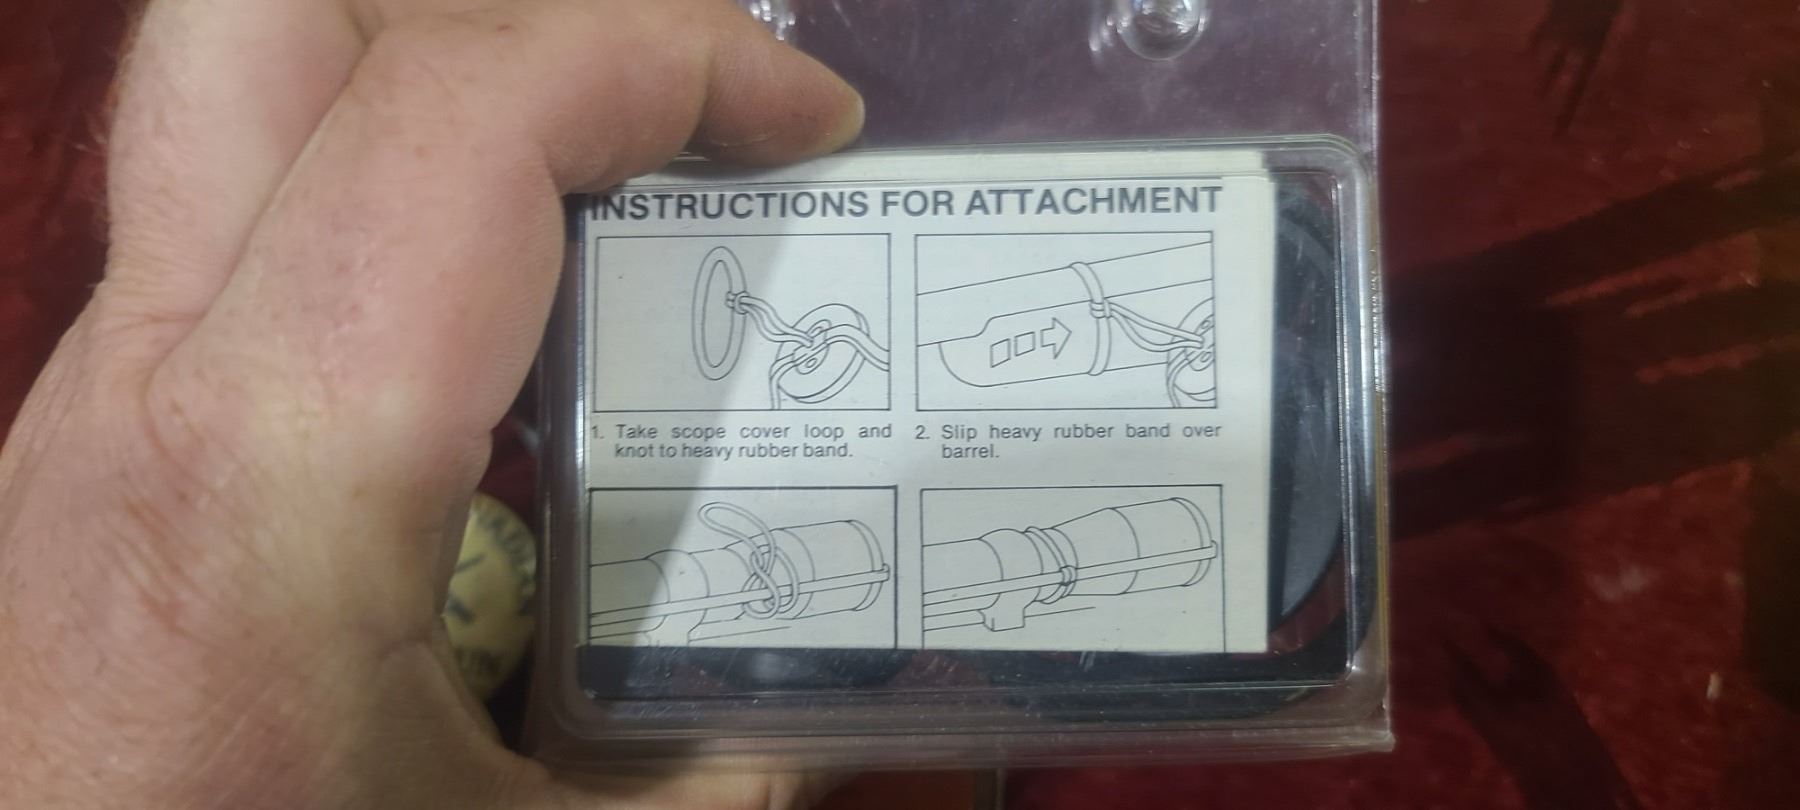 INSTRUCTIONS FOR ATTACHMENT
1. Take scope cover loop and
knot to heavy rubber band.
2. Slip heavy rubber band over
barrel.